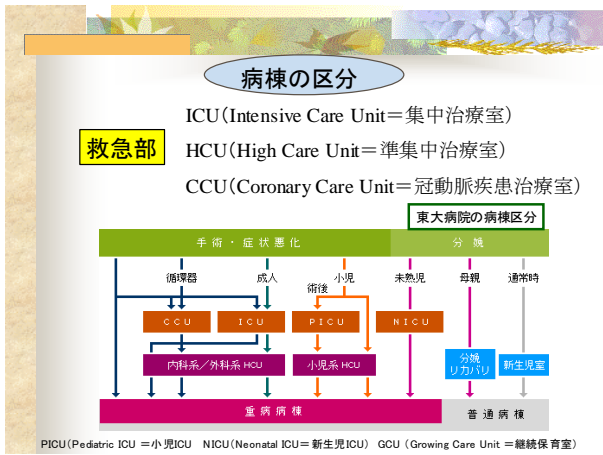 病棟の区分
ICU(Intensive Care Unit＝集中治療室)
救急部
HCU(High Care Unit＝準集中治療室)
CCU(Coronary Care Unit＝冠動脈疾患治療室)
東大病院の病棟区分
手術・症状悪化
分娩
循環器
成人
小児
未熟児
母親
通常時
術後
CCU
ICU
PICU
NICU
内科系／外科系 HCU
小児系 HCU
分娩
リカバリ
新生児室
重病病棟
普通病棟
PICU(Pediatric ICU ＝小児ICU　NICU(Neonatal ICU＝新生児ICU)　GCU (Growing Care Unit ＝継続保育室)